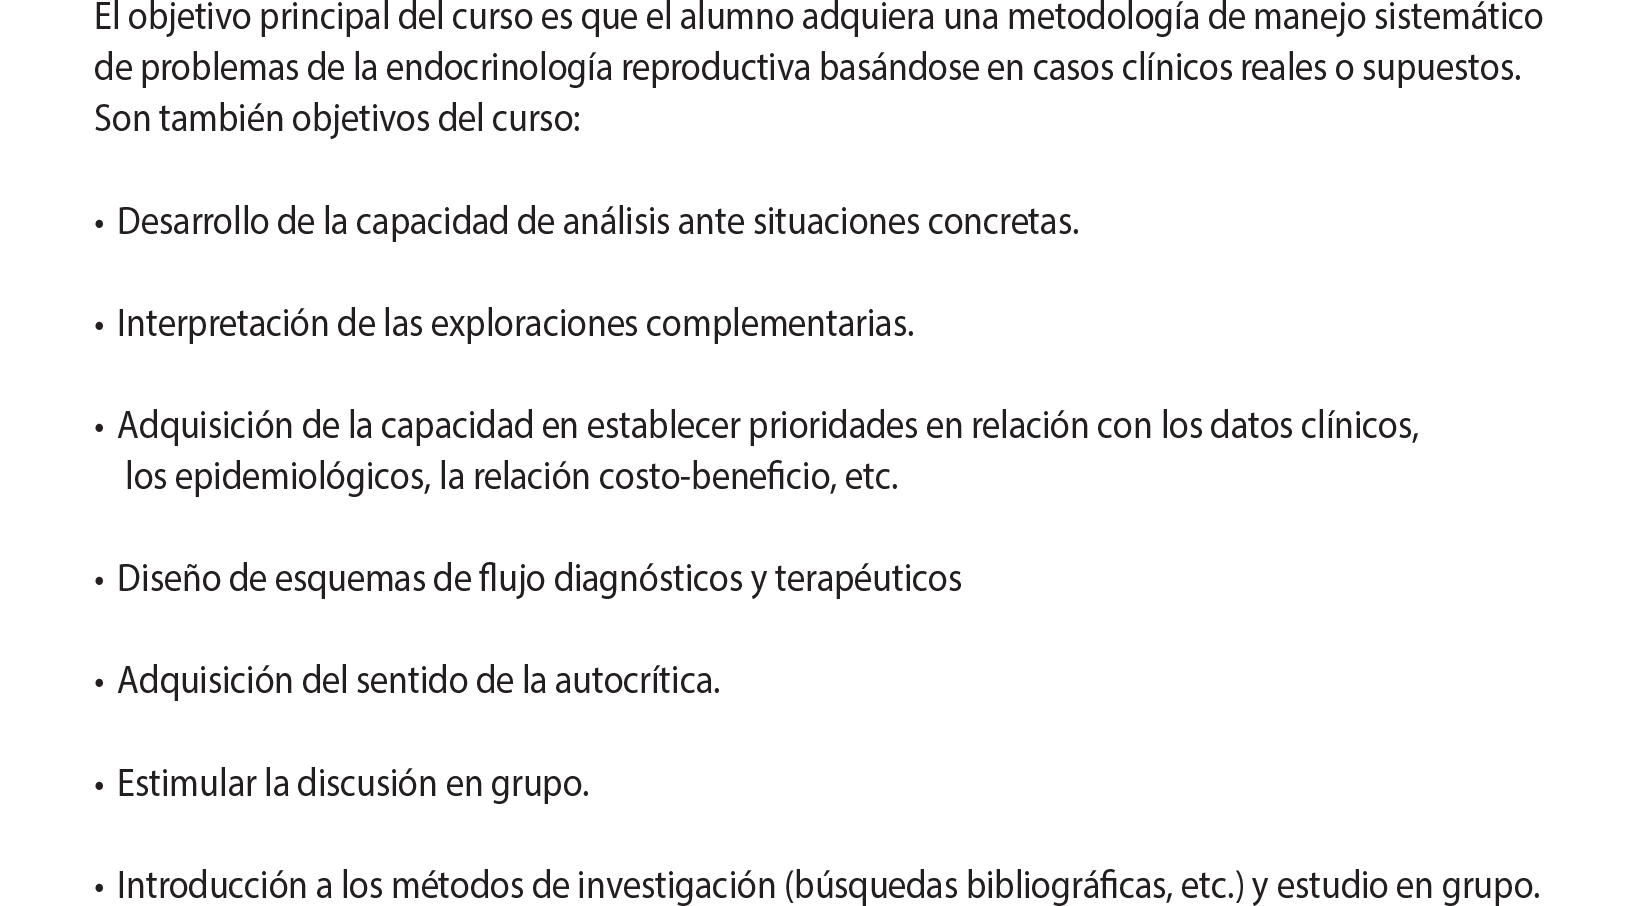 El objetivo principal del curso es que el alumno adquiera una metodología de manejo sistemático
de problemas de la endocrinología reproductiva basándose en casos clínicos reales o supuestos.
Son también objetivos del curso:
• Desarrollo de la capacidad de análisis ante situaciones concretas.
• Interpretación de las exploraciones complementarias.
• Adquisición de la capacidad en establecer prioridades en relación con los datos clínicos,
los epidemiológicos, la relación costo-beneficio, etc.
• Diseño de esquemas de flujo diagnósticos y terapéuticos
• Adquisición del sentido de la autocrítica.
• Estimular la discusión en grupo.
• Introducción a los métodos de investigación (búsquedas bibliográficas, etc.) y estudio en grupo.